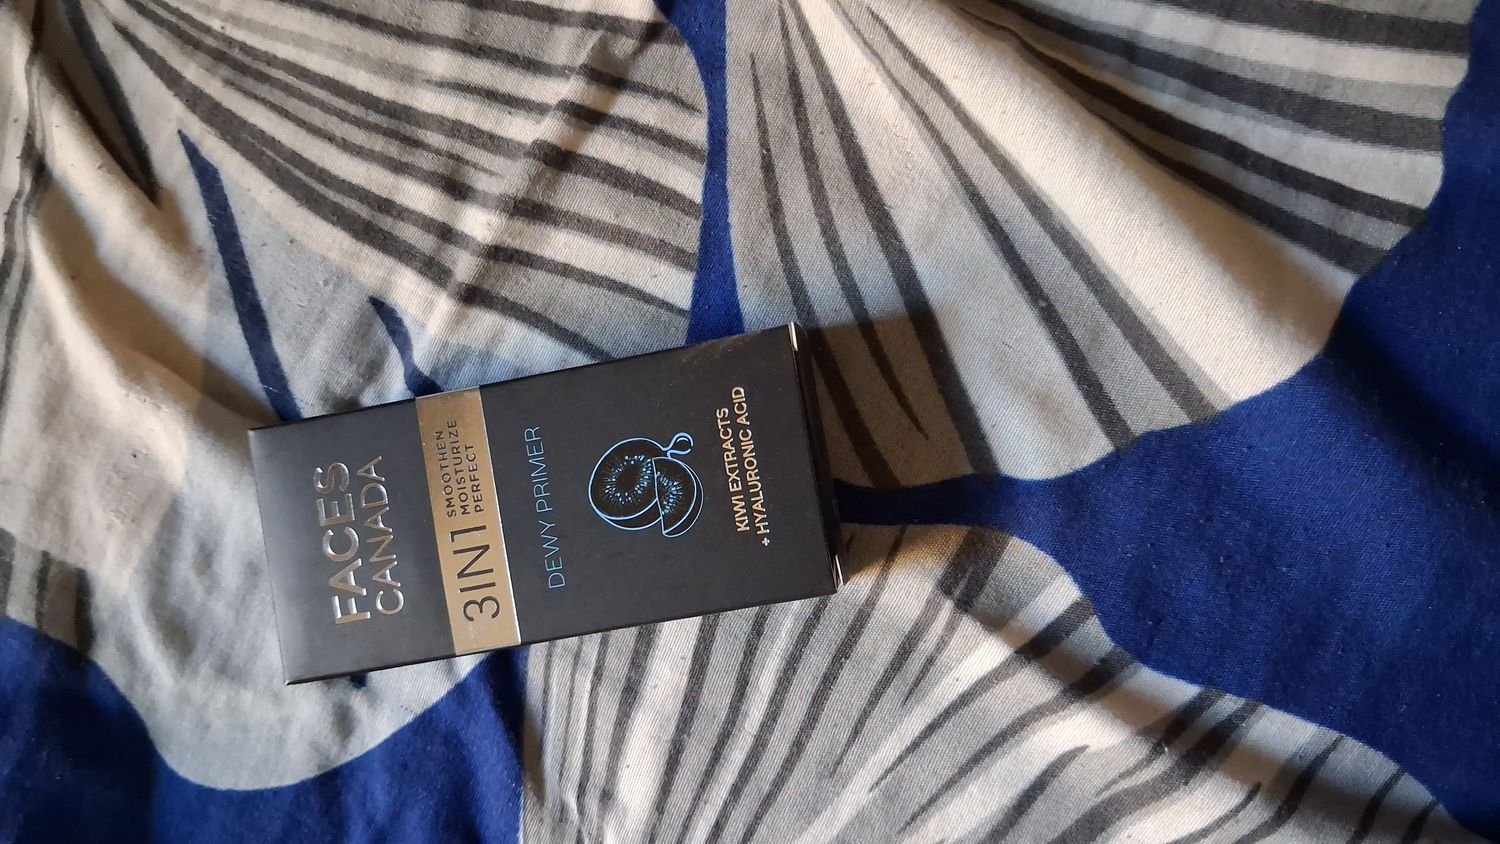 FACES
CANADA
3IN1
SMOOTHEN
MOISTURIZE
PERFECT
DEWY PRIMER
KIWI EXTRACTS
+ HYALURONIC ACID